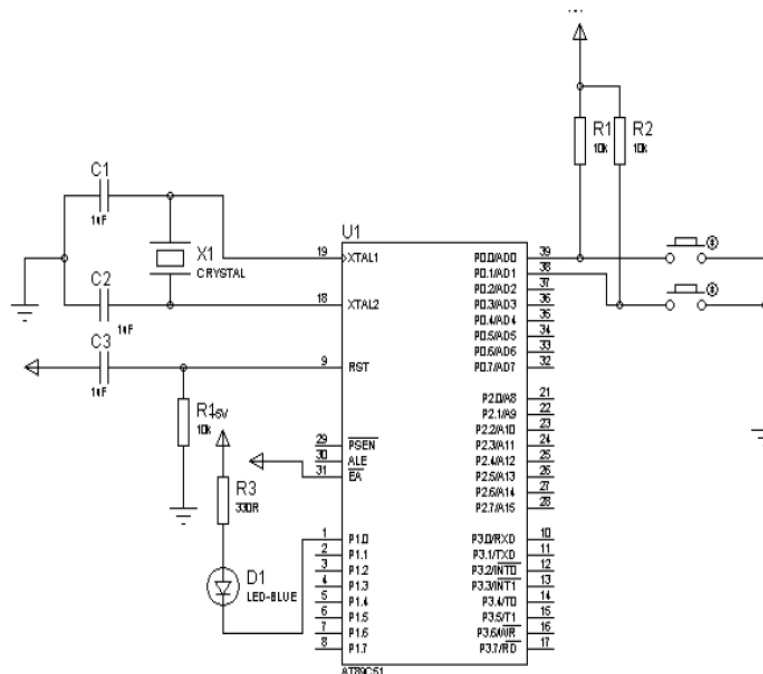 R1
10k
R2
10k
C1
1nF
X1
CRYSTAL
C2
1nF
C3
1nF
R1
+5V
10k
R3
330R
D1
LED-BLUE
U1
19 XTAL1
18 XTAL2
9 RST
29 PSEN
30 ALE
31 EA
1 P1.0
2 P1.1
3 P1.2
4 P1.3
5 P1.4
6 P1.5
7 P1.6
8 P1.7
P0.0/AD0 39
P0.1/AD1 38
P0.2/AD2 37
P0.3/AD3 36
P0.4/AD4 35
P0.5/AD5 34
P0.6/AD6 33
P0.7/AD7 32
P2.0/A8 21
P2.1/A9 22
P2.2/A10 23
P2.3/A11 24
P2.4/A12 25
P2.5/A13 26
P2.6/A14 27
P2.7/A15 28
P3.0/RXD 10
P3.1/TXD 11
P3.2/INT0 12
P3.3/INT1 13
P3.4/T0 14
P3.5/T1 15
P3.6/WR 16
P3.7/RD 17
AT89C51